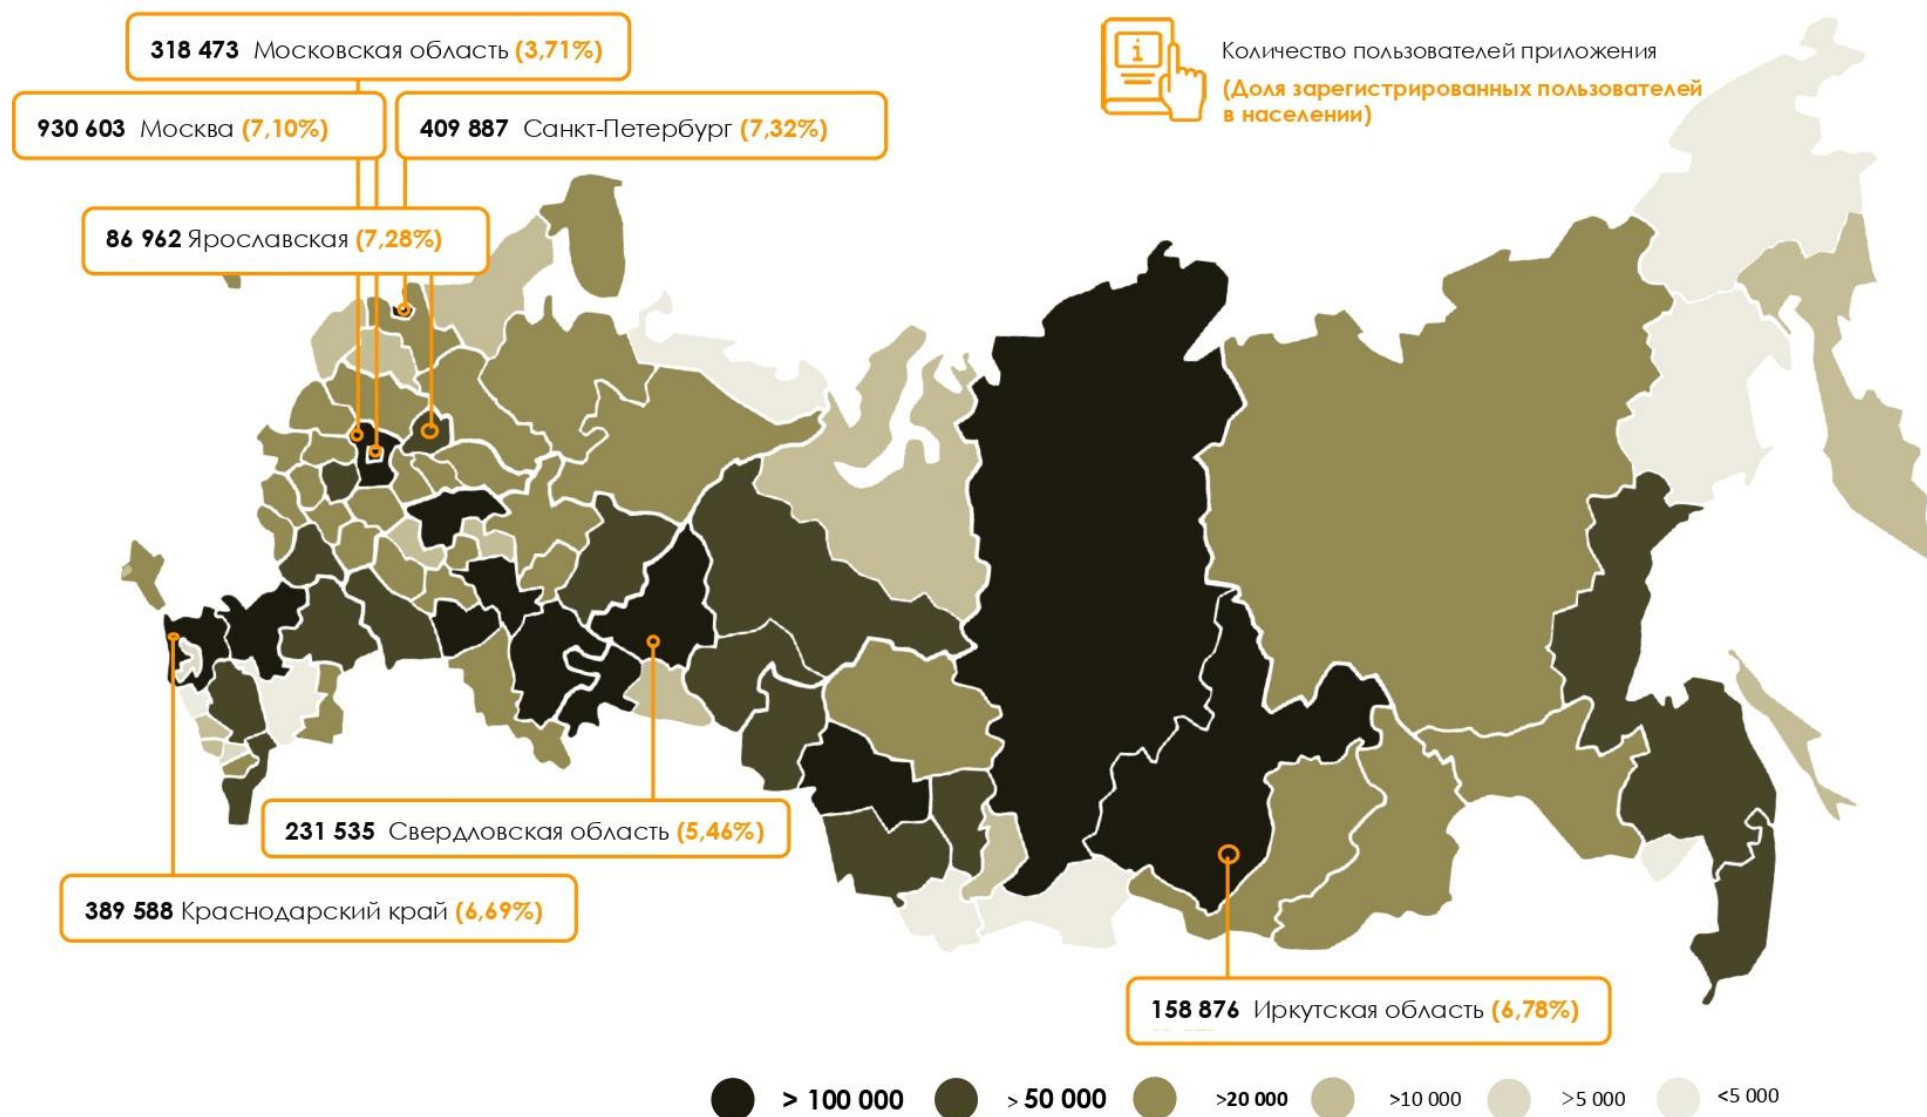 318 473 Московская область (3,71%)
Количество пользователей приложения
(Доля зарегистрированных пользователей
в населении)
930 603 Москва (7,10%)
409 887 Санкт-Петербург (7,32%)
86 962 Ярославская (7,28%)
231 535 Свердловская область (5,46%)
389 588 Краснодарский край (6,69%)
158 876 Иркутская область (6,78%)
> 100 000
> 50 000
>20 000
>10 000
>5 000
<5 000